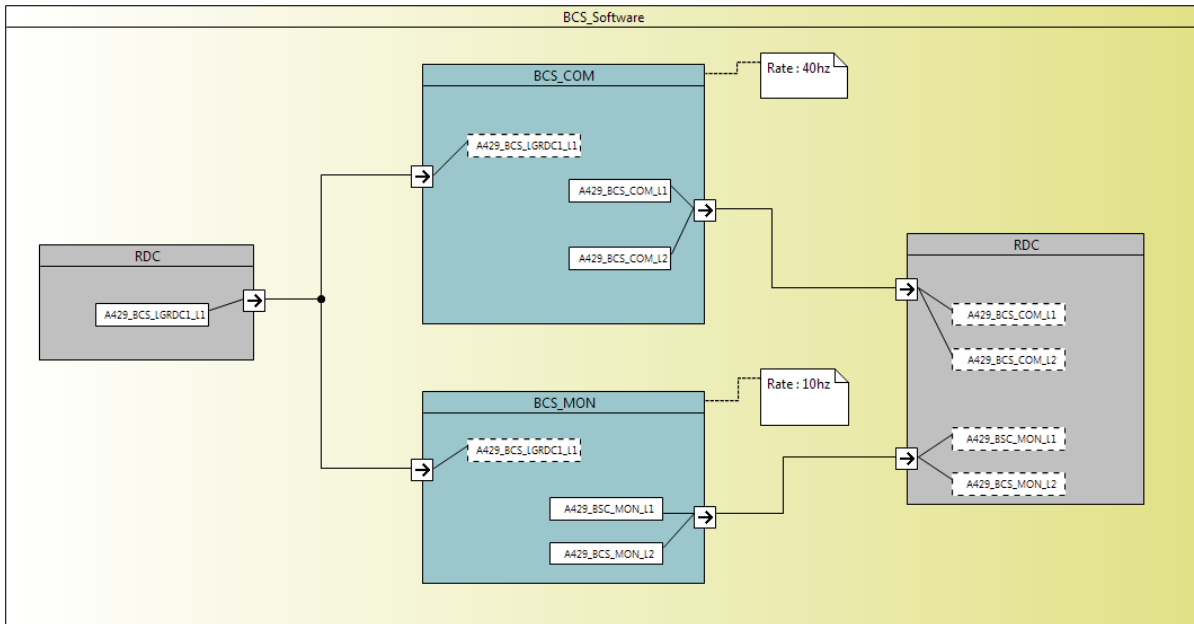 BCS_Software
BCS_COM
Rate : 40hz
A429_BCS_LGRDC1_L1
A429_BCS_COM_L1
A429_BCS_COM_L2
RDC
A429_BCS_LGRDC1_L1
RDC
A429_BCS_COM_L1
A429_BCS_COM_L2
A429_BSC_MON_L1
A429_BCS_MON_L2
BCS_MON
Rate : 10hz
A429_BCS_LGRDC1_L1
A429_BSC_MON_L1
A429_BCS_MON_L2